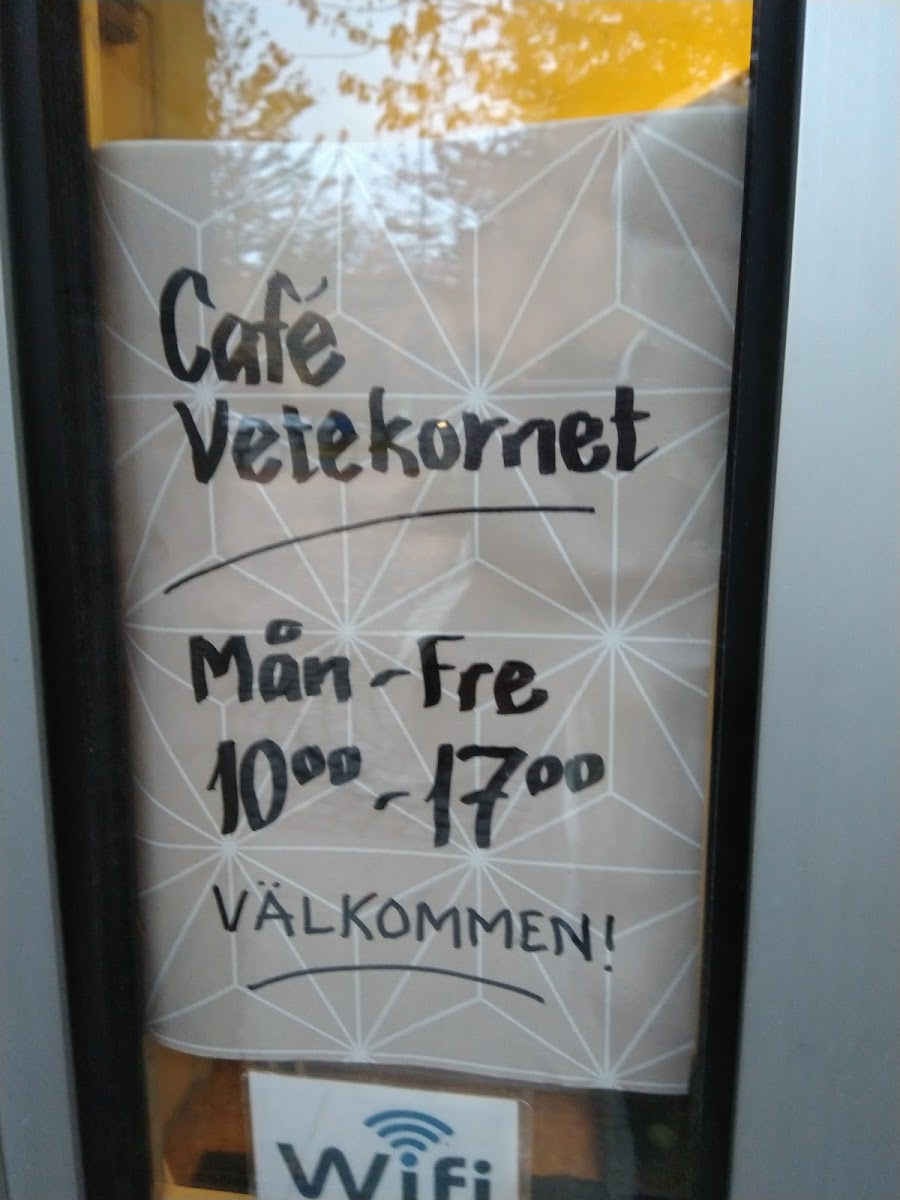 Café
Vetekornet
Mån - Fre
10⁰⁰ - 17⁰⁰
VÄLKOMMEN!
Wifi